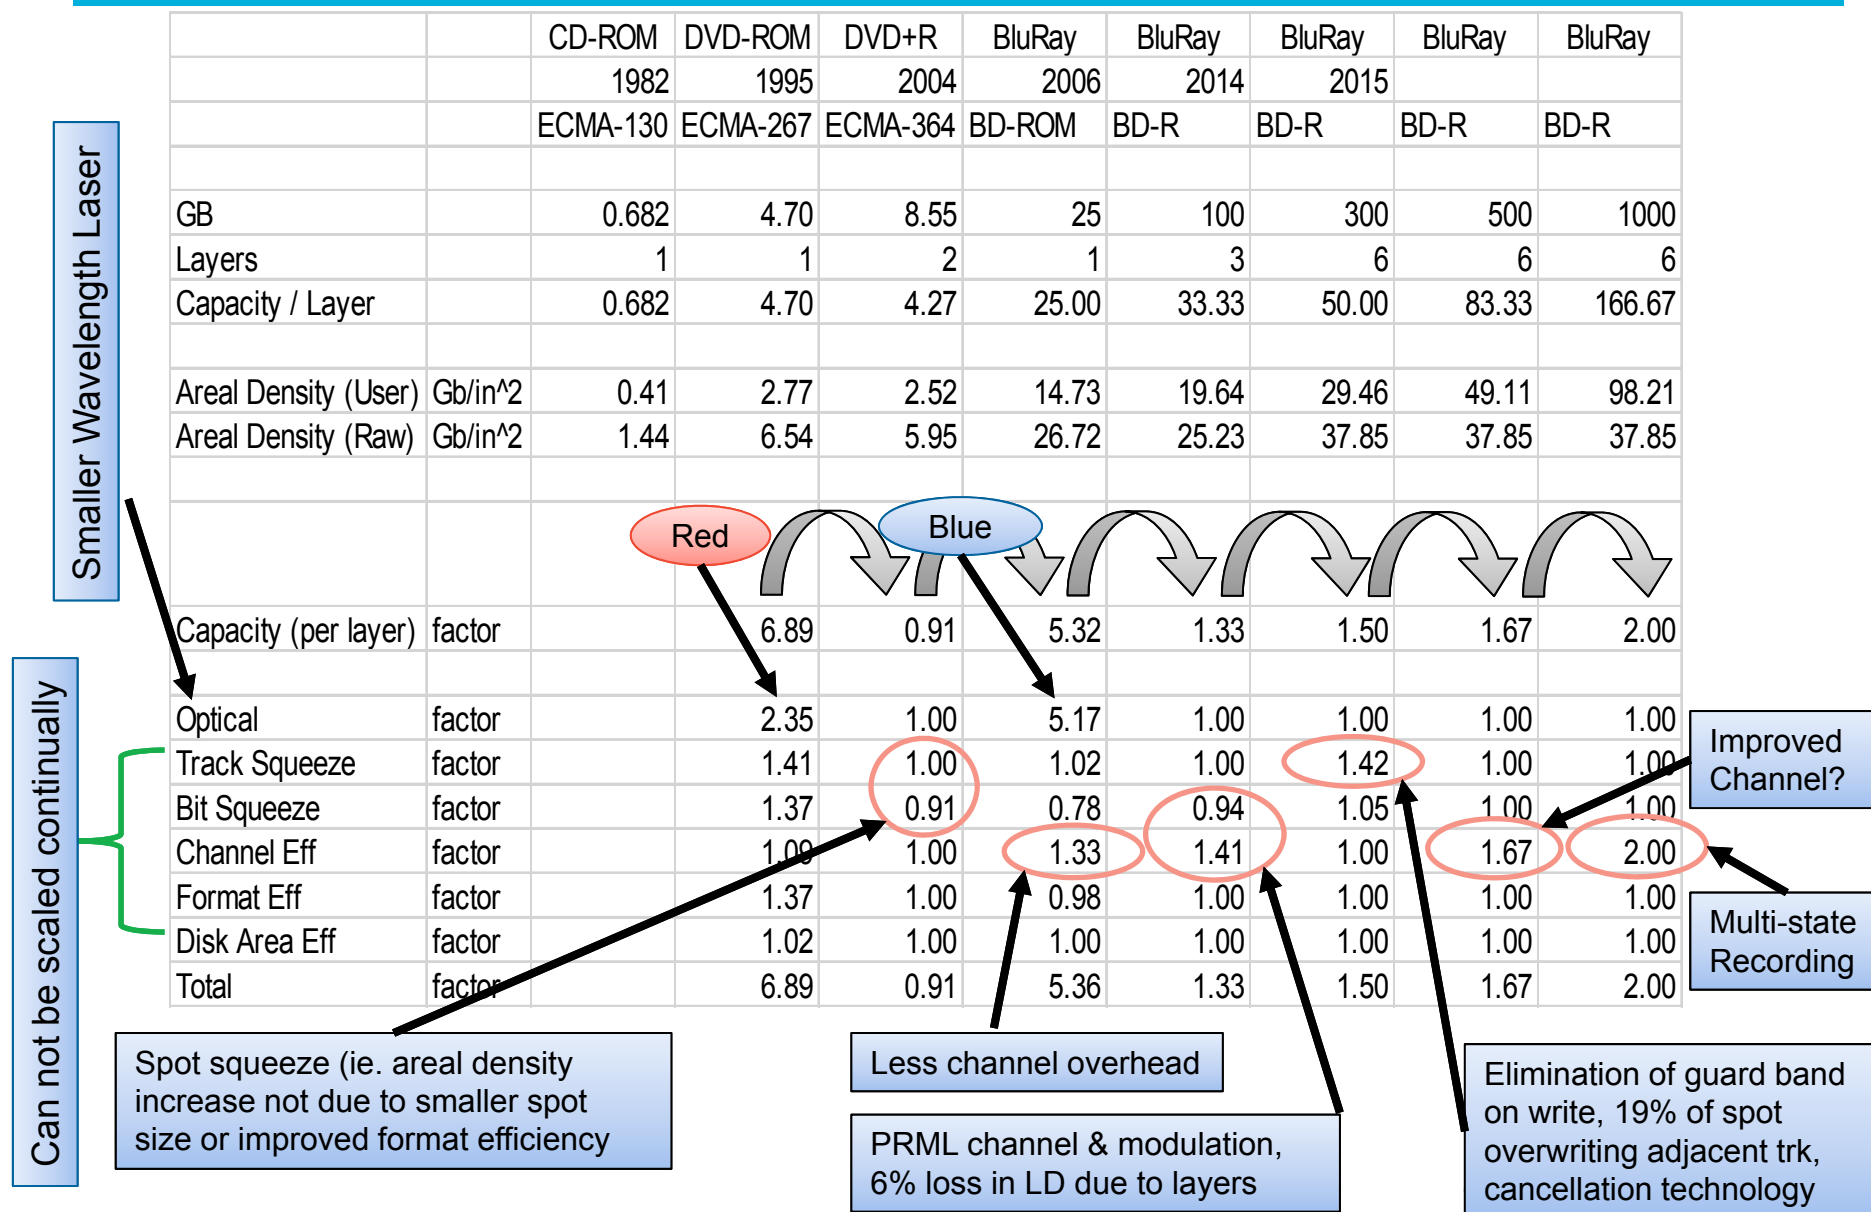 CD-ROM DVD-ROM DVD+R BluRay BluRay BluRay BluRay BluRay
1982 1995 2004 2006 2014 2015
ECMA-130 ECMA-267 ECMA-364 BD-ROM BD-R BD-R BD-R BD-R
GB 0.682 4.70 8.55 25 100 300 500 1000
Layers 1 1 2 1 3 6 6 6
Capacity / Layer 0.682 4.70 4.27 25.00 33.33 50.00 83.33 166.67
Areal Density (User) Gb/in^2 0.41 2.77 2.52 14.73 19.64 29.46 49.11 98.21
Areal Density (Raw) Gb/in^2 1.44 6.54 5.95 26.72 25.23 37.85 37.85 37.85
Red
Blue
Capacity (per layer) factor 6.89 0.91 5.32 1.33 1.50 1.67 2.00
Optical factor 2.35 1.00 5.17 1.00 1.00 1.00 1.00
Track Squeeze factor 1.41 1.00 1.02 1.00 1.42 1.00 1.00
Bit Squeeze factor 1.37 0.91 0.78 0.94 1.05 1.00 1.00
Channel Eff factor 1.09 1.00 1.33 1.41 1.00 1.67 2.00
Format Eff factor 1.37 1.00 0.98 1.00 1.00 1.00 1.00
Disk Area Eff factor 1.02 1.00 1.00 1.00 1.00 1.00 1.00
Total factor 6.89 0.91 5.36 1.33 1.50 1.67 2.00
Smaller Wavelength Laser
Can not be scaled continually
Improved
Channel?
Multi-state
Recording
Spot squeeze (ie. areal density
increase not due to smaller spot
size or improved format efficiency
Less channel overhead
PRML channel & modulation,
6% loss in LD due to layers
Elimination of guard band
on write, 19% of spot
overwriting adjacent trk,
cancellation technology